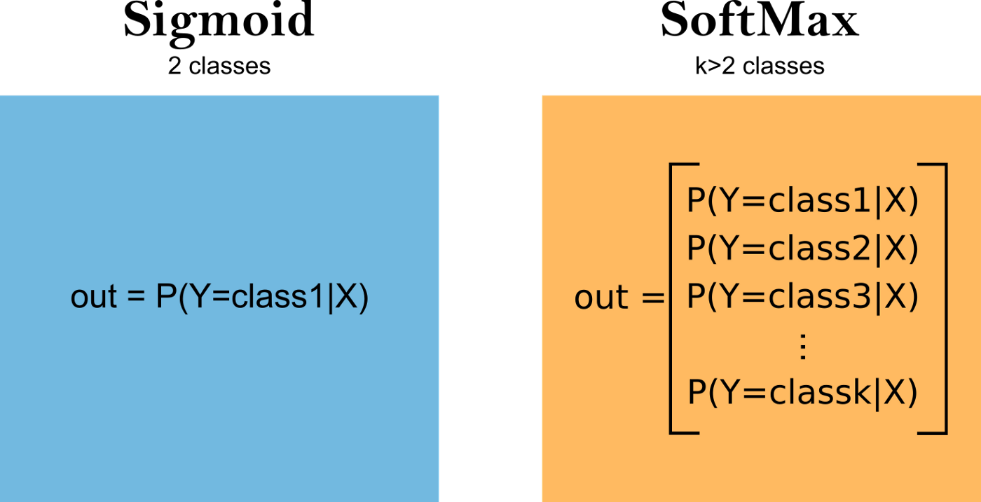 Sigmoid
2 classes
out = P(Y=class1|X)
SoftMax
k>2 classes
P(Y=class1|X)
P(Y=class2|X)
out = P(Y=class3|X)
⋮
P(Y=classk|X)